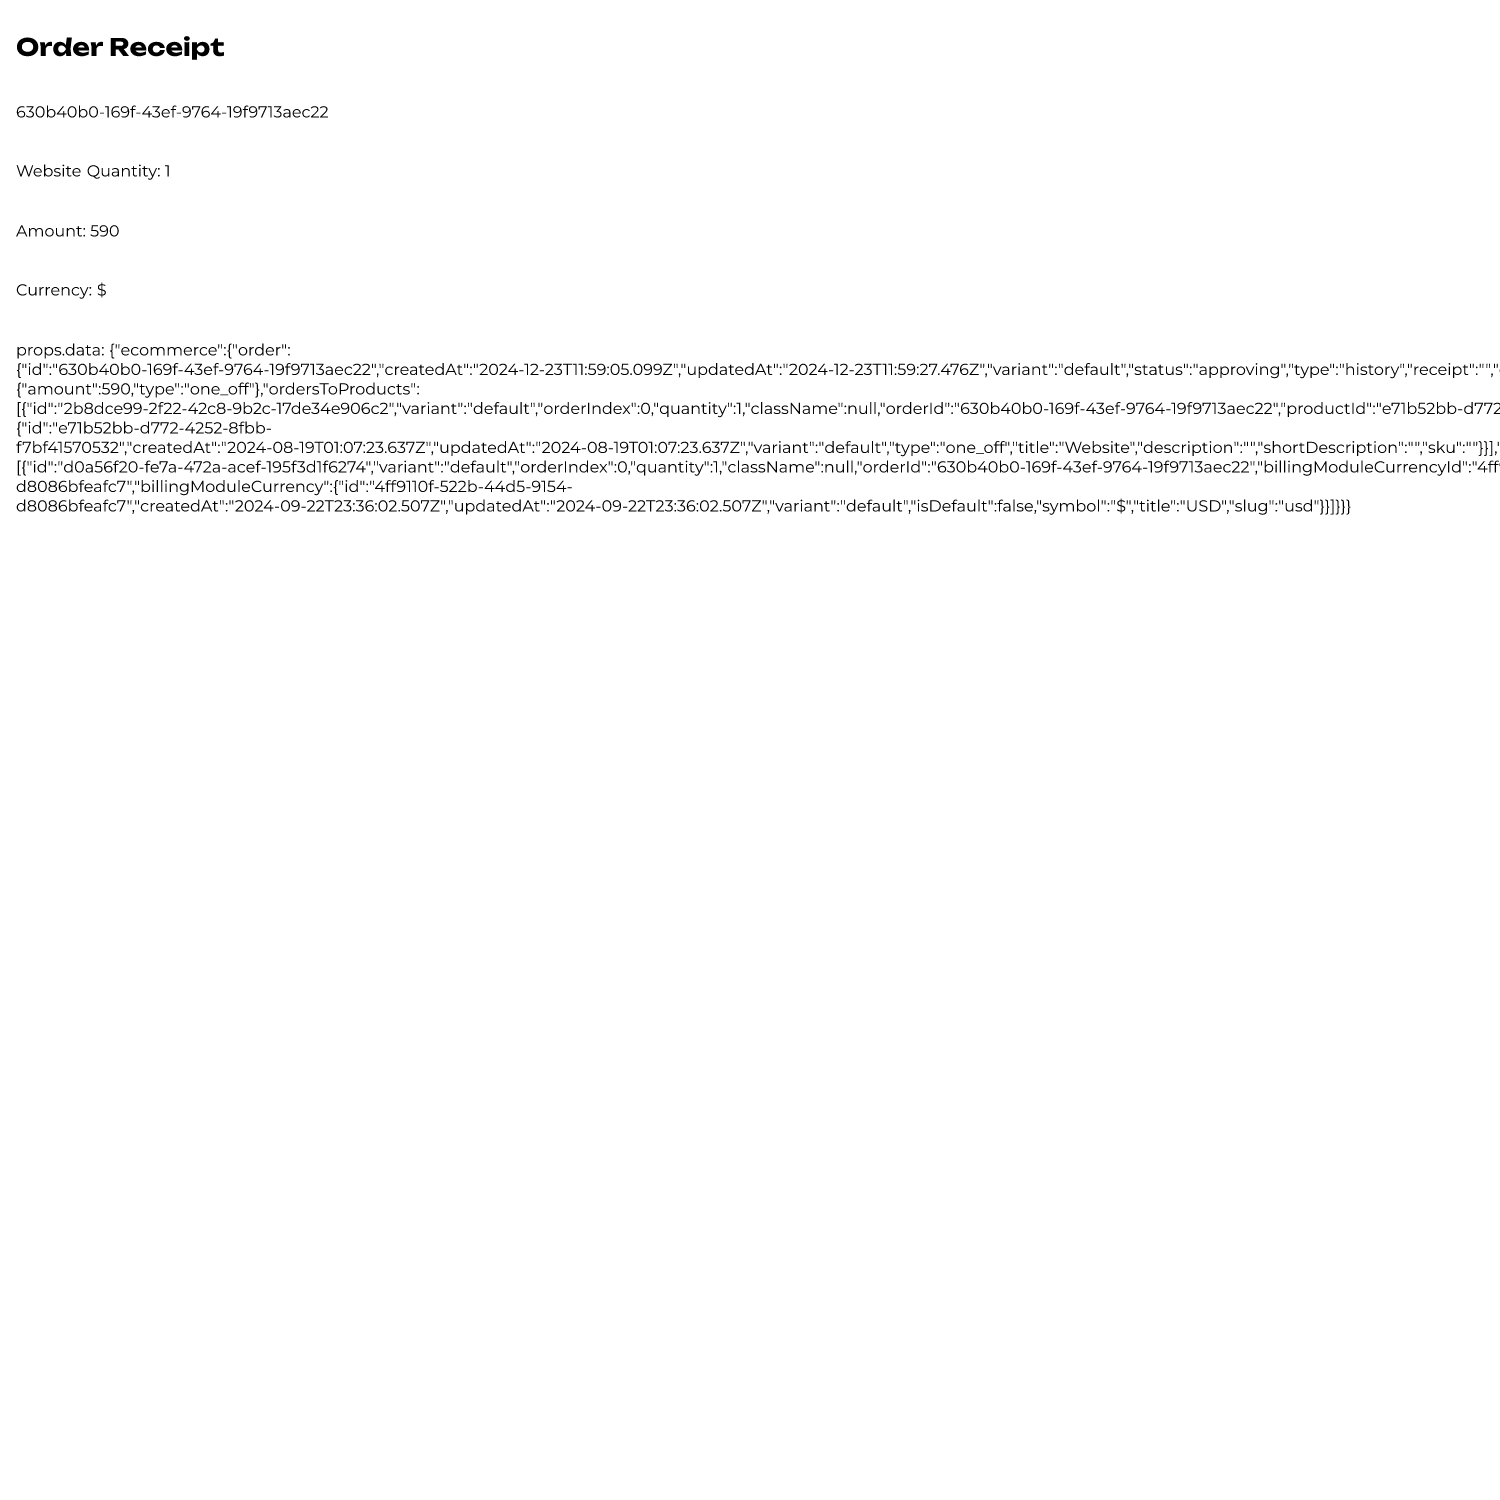 Order Receipt
630b40b0-169f-43ef-9764-19f9713aec22
Website Quantity: 1
Amount: 590
Currency: $
props.data: {"ecommerce":{"order":
{"id":"630b40b0-169f-43ef-9764-19f9713aec22","createdAt":"2024-12-23T11:59:05.099Z","updatedAt":"2024-12-23T11:59:27.476Z","variant":"default","status":"approving","type":"history","receipt":"","
{"amount":590,"type":"one_off"},"ordersToProducts":
[{"id":"2b8dce99-2f22-42c8-9b2c-17de34e906c2","variant":"default","orderIndex":0,"quantity":1,"className":null,"orderId":"630b40b0-169f-43ef-9764-19f9713aec22","productId":"e71b52bb-d772
{"id":"e71b52bb-d772-4252-8fbb-
f7bf41570532","createdAt":"2024-08-19T01:07:23.637Z","updatedAt":"2024-08-19T01:07:23.637Z","variant":"default","type":"one_off","title":"Website","description":"","shortDescription":"","sku":""}}],"
[{"id":"d0a56f20-fe7a-472a-acef-195f3d1f6274","variant":"default","orderIndex":0,"quantity":1,"className":null,"orderId":"630b40b0-169f-43ef-9764-19f9713aec22","billingModuleCurrencyId":"4ff
d8086bfeafc7","billingModuleCurrency":{"id":"4ff9110f-522b-44d5-9154-
d8086bfeafc7","createdAt":"2024-09-22T23:36:02.507Z","updatedAt":"2024-09-22T23:36:02.507Z","variant":"default","isDefault":false,"symbol":"$","title":"USD","slug":"usd"}}]}}}